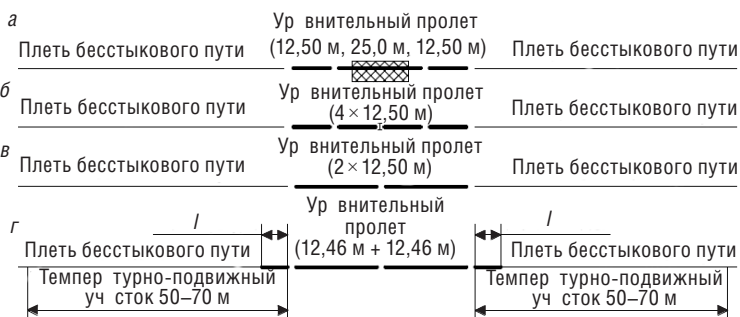 а
Ур внительный пролет
Плеть бесстыкового пути (12,50 м, 25,0 м, 12,50 м) Плеть бесстыкового пути
б
Плеть бесстыкового пути Ур внительный пролет Плеть бесстыкового пути
(4 × 12,50 м)
в
Плеть бесстыкового пути Ур внительный пролет Плеть бесстыкового пути
(2 × 12,50 м)
г
l Ур внительный l
пролет
Плеть бесстыкового пути (12,46 м + 12,46 м) Плеть бесстыкового пути
Темпер турно-подвижный Темпер турно-подвижный
уч сток 50–70 м уч сток 50–70 м